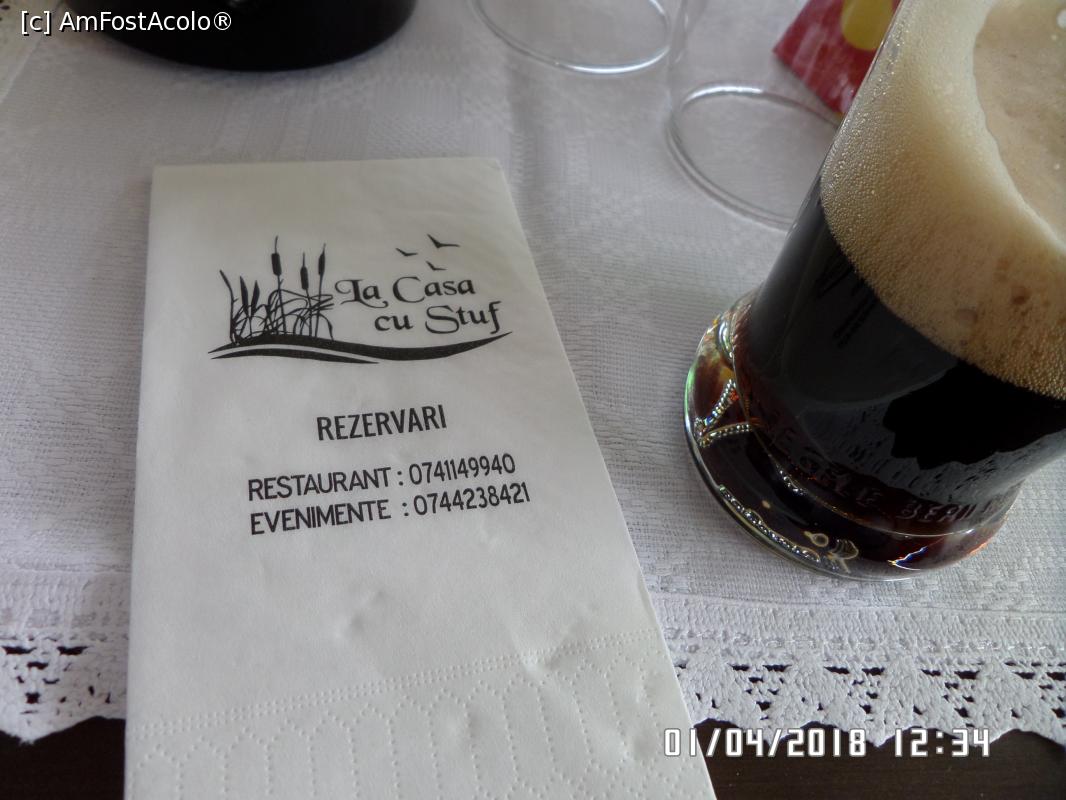 [c] AmFostAcolo®
La Casa
cu Stuf
REZERVARI
RESTAURANT : 0741149940
EVENIMENTE : 0744238421
01/04/2018 12:34